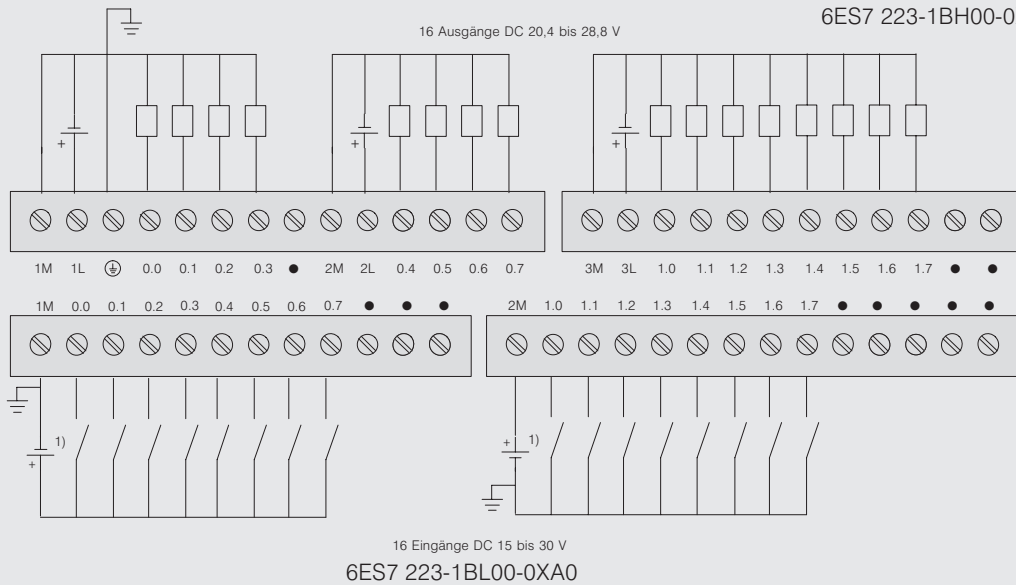 6ES7 223-1BH00-0
16 Ausgänge DC 20,4 bis 28,8 V
+ + +
1M 1L 0.0 0.1 0.2 0.3 ● 2M 2L 0.4 0.5 0.6 0.7 3M 3L 1.0 1.1 1.2 1.3 1.4 1.5 1.6 1.7 ● ●
1M 0.0 0.1 0.2 0.3 0.4 0.5 0.6 0.7 ● ● ● 2M 1.0 1.1 1.2 1.3 1.4 1.5 1.6 1.7 ● ● ● ● ●
1) + 1)
+
16 Eingänge DC 15 bis 30 V
6ES7 223-1BL00-0XA0